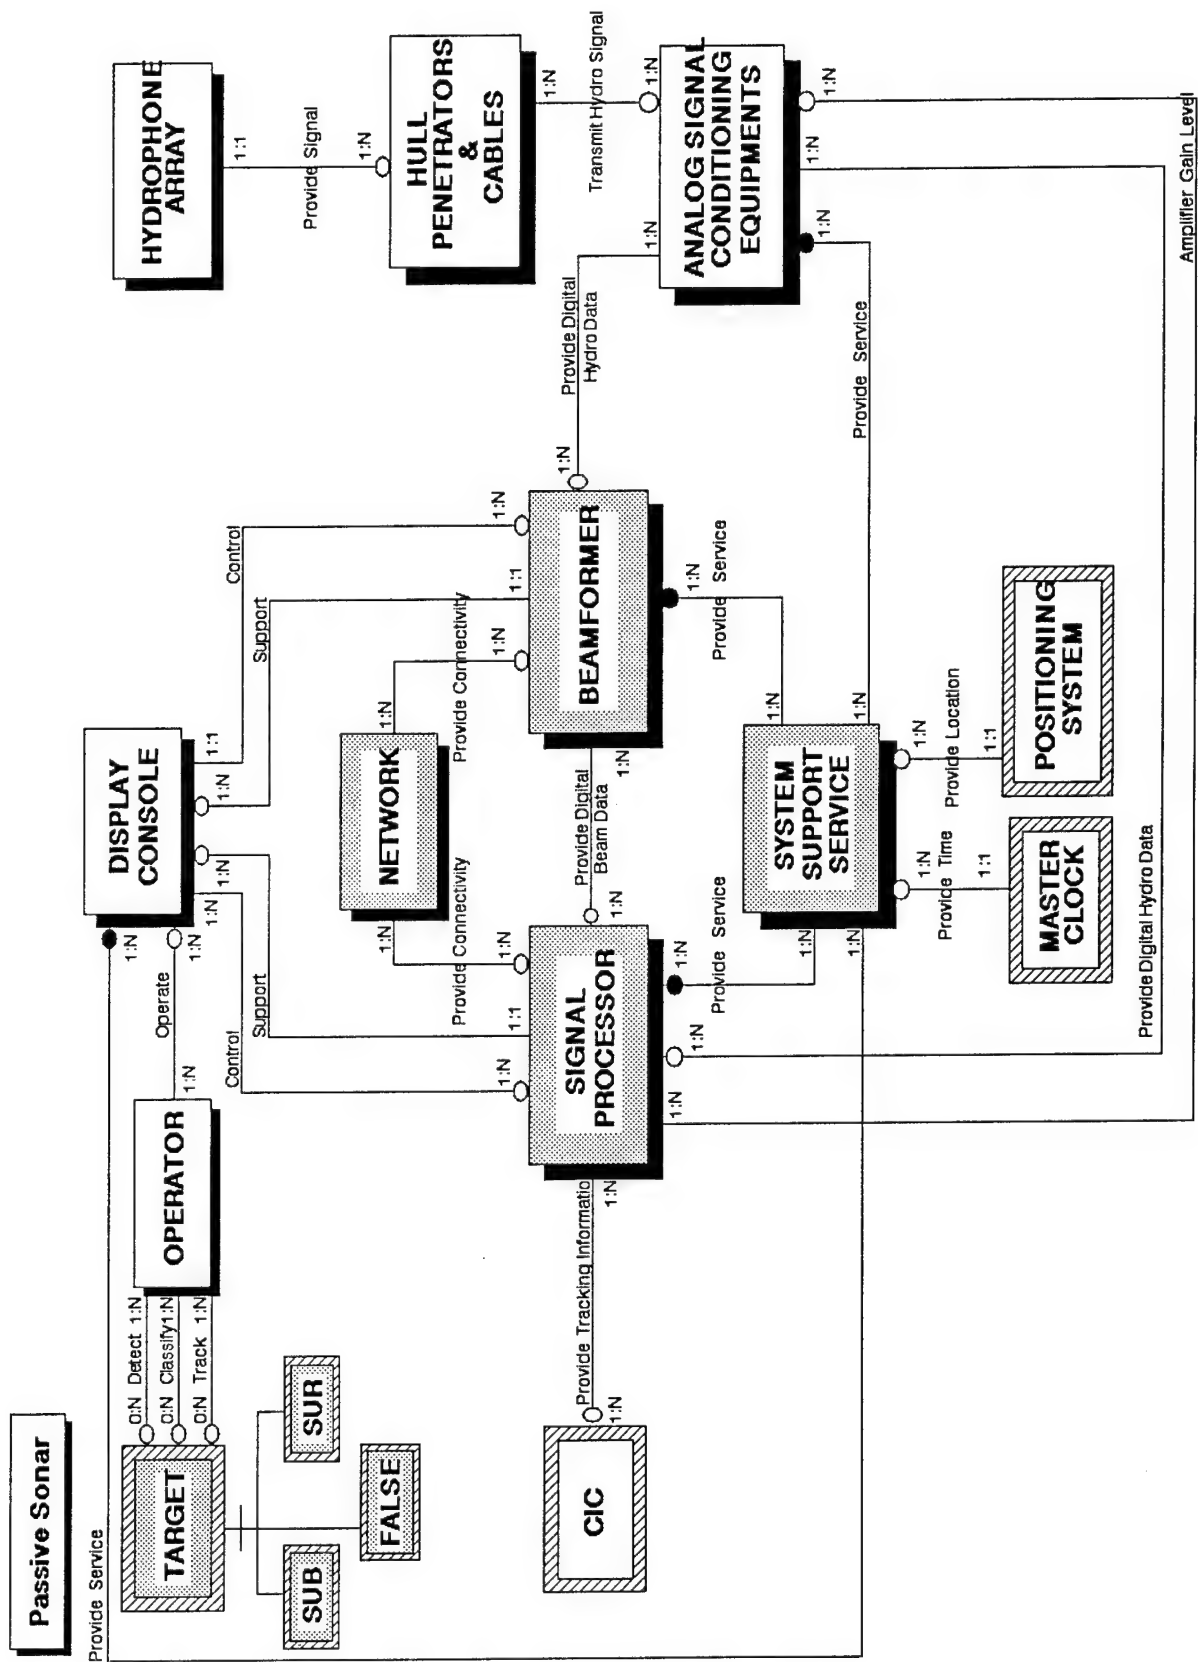 Passive Sonar
Provide Service
TARGET
SUB
SUR
FALSE
0:N Detect 1:N
0:N Classify 1:N
0:N Track 1:N
OPERATOR
1:N
Operate
1:N
1:N
DISPLAY
CONSOLE
1:N
1:N
1:N
1:1
Control
Support
Support
Control
HYDROPHONE
ARRAY
1:1
Provide Signal
1:N
HULL
PENETRATORS
&
CABLES
1:N
Transmit Hydro Signal
1:N
NETWORK
1:N
1:N
Provide Connectivity
Provide Connectivity
CIC
1:N
Provide Tracking Informatio
1:N
SIGNAL
PROCESSOR
1:N
1:1
1:N
1:N
Provide Digital
Beam Data
1:N
BEAMFORMER
1:N
1:1
1:N
1:N
Provide Digital
Hydro Data
1:N
ANALOG SIGNAL
CONDITIONING
EQUIPMENTS
1:N
1:N
1:N
1:N
1:N
1:N
Provide Service
1:N
Provide Service
Provide Service
SYSTEM
SUPPORT
SERVICE
1:N
1:N
1:N
1:N
1:N
Provide Time
1:1
1:N
Provide Location
1:1
MASTER
CLOCK
POSITIONING
SYSTEM
Provide Digital Hydro Data
Amplifier Gain Level